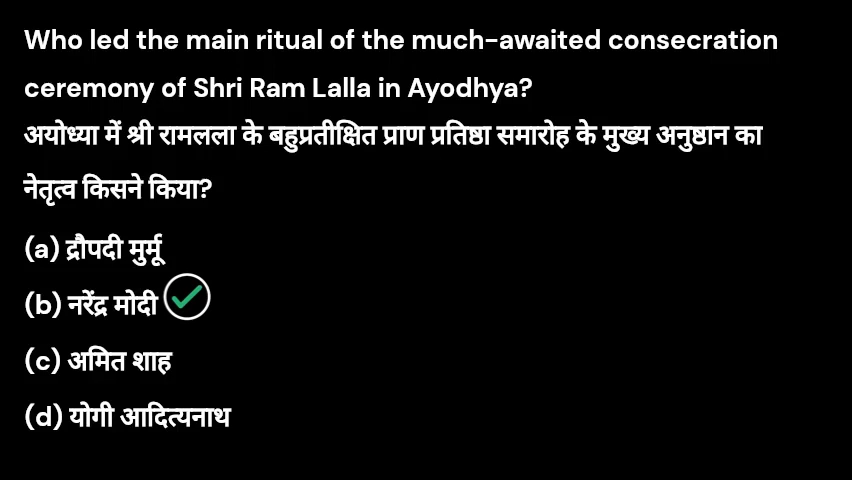 Who led the main ritual of the much-awaited consecration
ceremony of Shri Ram Lalla in Ayodhya?
अयोध्या में श्री रामलला के बहुप्रतीक्षित प्राण प्रतिष्ठा समारोह के मुख्य अनुष्ठान का
नेतृत्व किसने किया?
(a) द्रौपदी मुर्मू
(b) नरेंद्र मोदी
(c) अमित शाह
(d) योगी आदित्यनाथ